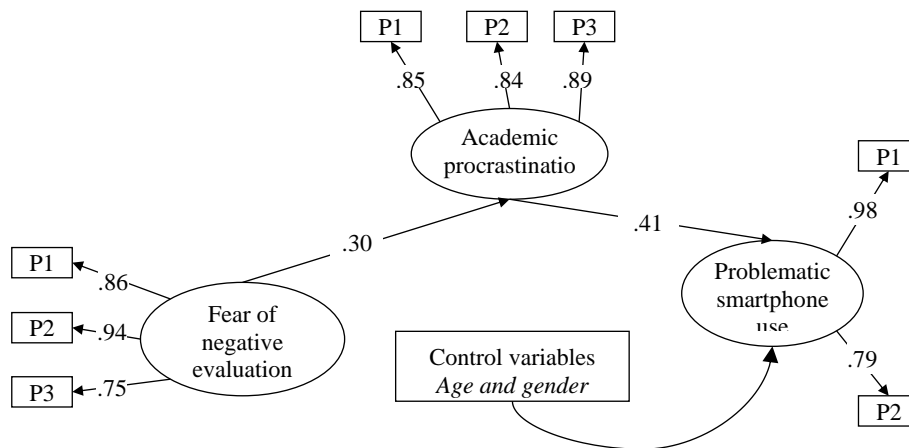 P1
P2
P3
.85
.84
.89
Academic
procrastinatio
P1
.98
.41
.30
P1
.86
Problematic
smartphone
use
Fear of
negative
evaluation
P2
.94
P3
.75
Control variables
Age and gender
.79
P2